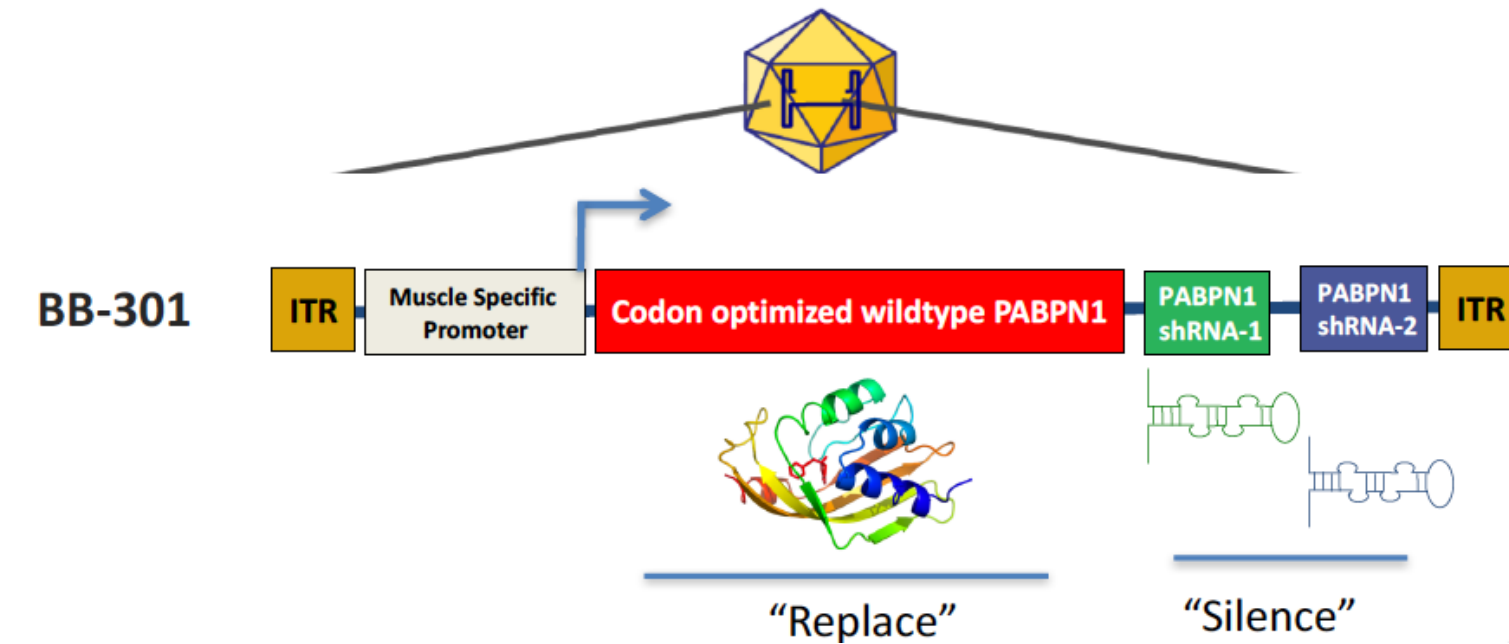 BB-301
ITR
Muscle Specific
Promoter
Codon optimized wildtype PABPN1
PABPN1
shRNA-1
PABPN1
shRNA-2
ITR
“Replace”
“Silence”